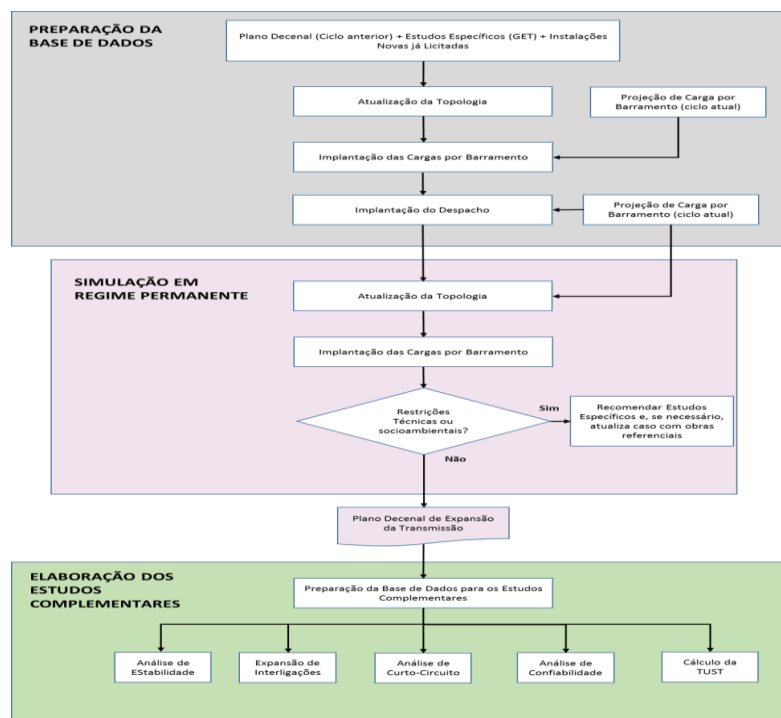 PREPARAÇÃO DA
BASE DE DADOS
Plano Decenal (Ciclo anterior) + Estudos Específicos (GET) + Instalações
Novas já Licitadas
Atualização da Topologia
Projeção de Carga por
Barramento (ciclo atual)
Implantação das Cargas por Barramento
Implantação do Despacho
Projeção de Carga por
Barramento (ciclo atual)
SIMULAÇÃO EM
REGIME PERMANENTE
Atualização da Topologia
Implantação das Cargas por Barramento
Restrições
Técnicas ou
socioambientais?
Sim
Recomendar Estudos
Específicos e, se necessário,
atualiza caso com obras
referenciais
Não
Plano Decenal de Expansão
da Transmissão
ELABORAÇÃO DOS
ESTUDOS
COMPLEMENTARES
Preparação da Base de Dados para os Estudos
Complementares
Análise de
EStabilidade
Expansão de
Interligações
Análise de
Curto-Circuito
Análise de
Confiabilidade
Cálculo da
TUST